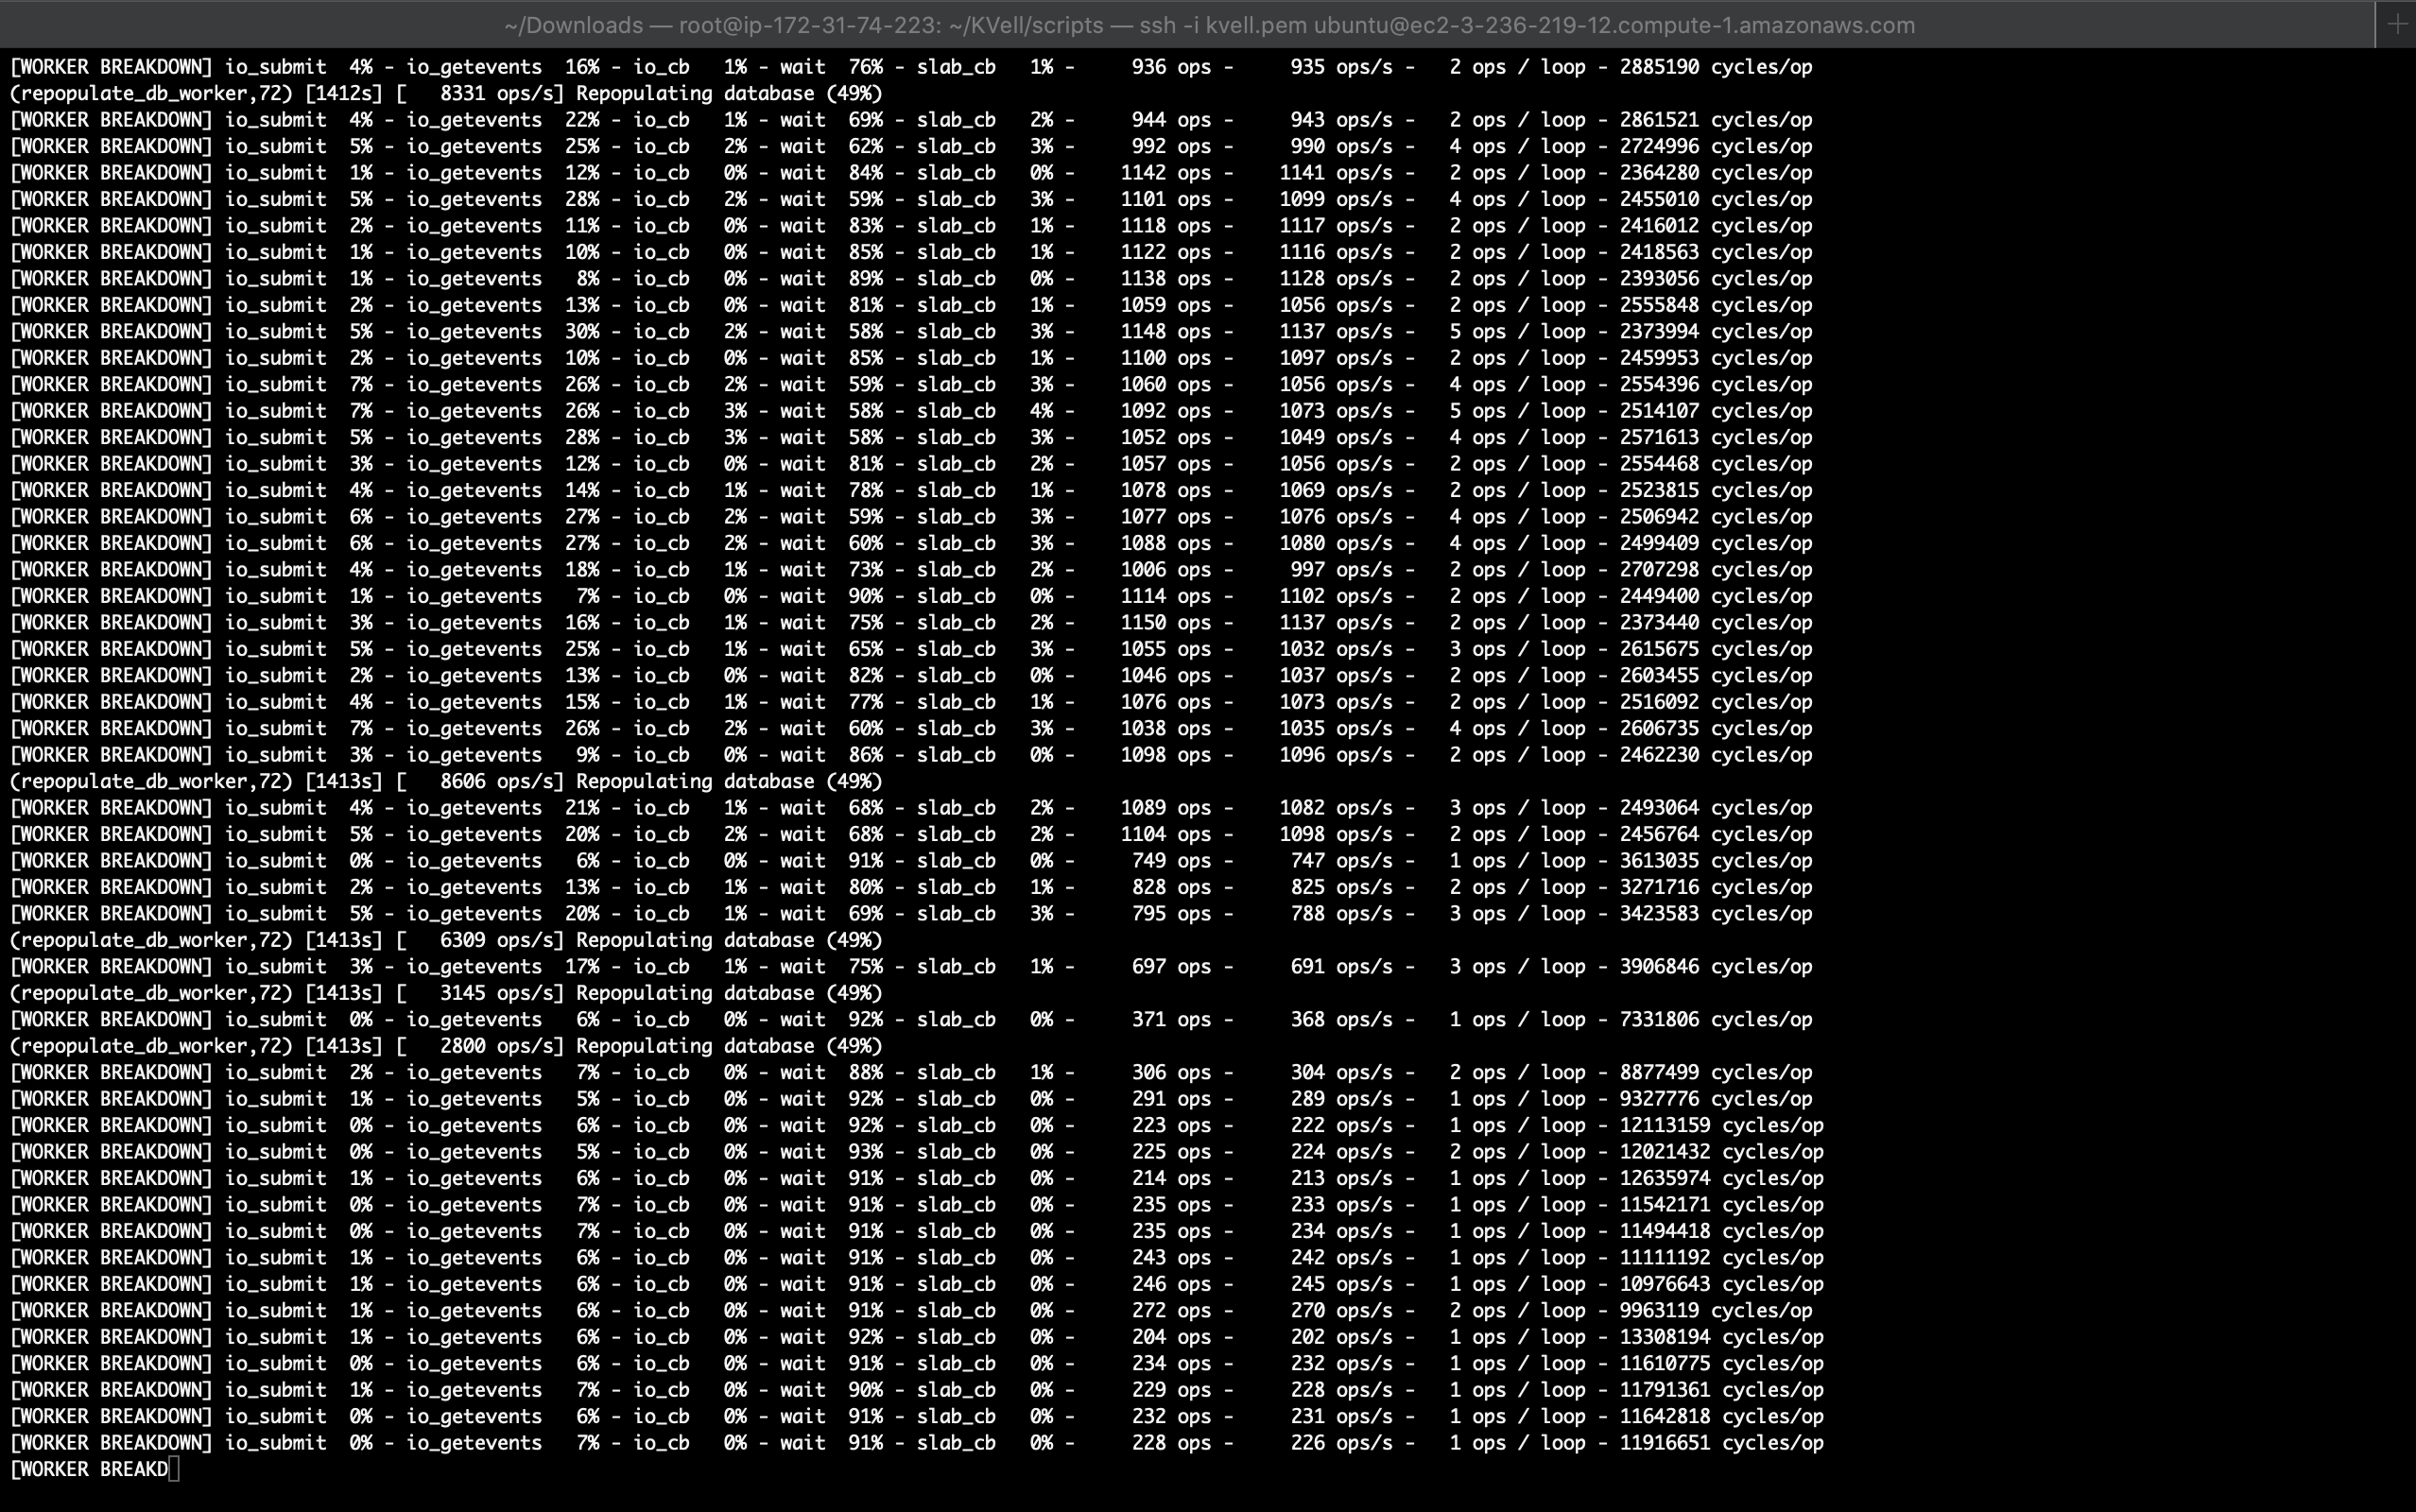 ~/Downloads — root@ip-172-31-74-223: ~/KVell/scripts — ssh -i kvell.pem ubuntu@ec2-3-236-219-12.compute-1.amazonaws.com
[WORKER BREAKDOWN] io_submit 4% - io_getevents 16% - io_cb 1% - wait 76% - slab_cb 1% - 936 ops - 935 ops/s - 2 ops / loop - 2885190 cycles/op
(repopulate_db_worker,72) [1412s] [ 8331 ops/s] Repopulating database (49%)
[WORKER BREAKDOWN] io_submit 4% - io_getevents 22% - io_cb 1% - wait 69% - slab_cb 2% - 944 ops - 943 ops/s - 2 ops / loop - 2861521 cycles/op
[WORKER BREAKDOWN] io_submit 5% - io_getevents 25% - io_cb 2% - wait 62% - slab_cb 3% - 992 ops - 990 ops/s - 4 ops / loop - 2724996 cycles/op
[WORKER BREAKDOWN] io_submit 1% - io_getevents 12% - io_cb 0% - wait 84% - slab_cb 0% - 1142 ops - 1141 ops/s - 2 ops / loop - 2364280 cycles/op
[WORKER BREAKDOWN] io_submit 5% - io_getevents 28% - io_cb 2% - wait 59% - slab_cb 3% - 1101 ops - 1099 ops/s - 4 ops / loop - 2455010 cycles/op
[WORKER BREAKDOWN] io_submit 2% - io_getevents 11% - io_cb 0% - wait 83% - slab_cb 1% - 1118 ops - 1117 ops/s - 2 ops / loop - 2416012 cycles/op
[WORKER BREAKDOWN] io_submit 1% - io_getevents 10% - io_cb 0% - wait 85% - slab_cb 1% - 1122 ops - 1116 ops/s - 2 ops / loop - 2418563 cycles/op
[WORKER BREAKDOWN] io_submit 1% - io_getevents 8% - io_cb 0% - wait 89% - slab_cb 0% - 1138 ops - 1128 ops/s - 2 ops / loop - 2393056 cycles/op
[WORKER BREAKDOWN] io_submit 2% - io_getevents 13% - io_cb 0% - wait 81% - slab_cb 1% - 1059 ops - 1056 ops/s - 2 ops / loop - 2555848 cycles/op
[WORKER BREAKDOWN] io_submit 5% - io_getevents 30% - io_cb 2% - wait 58% - slab_cb 3% - 1148 ops - 1137 ops/s - 5 ops / loop - 2373994 cycles/op
[WORKER BREAKDOWN] io_submit 2% - io_getevents 10% - io_cb 0% - wait 85% - slab_cb 1% - 1100 ops - 1097 ops/s - 2 ops / loop - 2459953 cycles/op
[WORKER BREAKDOWN] io_submit 7% - io_getevents 26% - io_cb 2% - wait 59% - slab_cb 3% - 1060 ops - 1056 ops/s - 4 ops / loop - 2554396 cycles/op
[WORKER BREAKDOWN] io_submit 7% - io_getevents 26% - io_cb 3% - wait 58% - slab_cb 4% - 1092 ops - 1073 ops/s - 5 ops / loop - 2514107 cycles/op
[WORKER BREAKDOWN] io_submit 5% - io_getevents 28% - io_cb 3% - wait 58% - slab_cb 3% - 1052 ops - 1049 ops/s - 4 ops / loop - 2571613 cycles/op
[WORKER BREAKDOWN] io_submit 3% - io_getevents 12% - io_cb 0% - wait 81% - slab_cb 2% - 1057 ops - 1056 ops/s - 2 ops / loop - 2554468 cycles/op
[WORKER BREAKDOWN] io_submit 4% - io_getevents 14% - io_cb 1% - wait 78% - slab_cb 1% - 1078 ops - 1069 ops/s - 2 ops / loop - 2523815 cycles/op
[WORKER BREAKDOWN] io_submit 6% - io_getevents 27% - io_cb 2% - wait 59% - slab_cb 3% - 1077 ops - 1076 ops/s - 4 ops / loop - 2506942 cycles/op
[WORKER BREAKDOWN] io_submit 6% - io_getevents 27% - io_cb 2% - wait 60% - slab_cb 3% - 1088 ops - 1080 ops/s - 4 ops / loop - 2499409 cycles/op
[WORKER BREAKDOWN] io_submit 4% - io_getevents 18% - io_cb 1% - wait 73% - slab_cb 2% - 1006 ops - 997 ops/s - 2 ops / loop - 2707298 cycles/op
[WORKER BREAKDOWN] io_submit 1% - io_getevents 7% - io_cb 0% - wait 90% - slab_cb 0% - 1114 ops - 1102 ops/s - 2 ops / loop - 2449400 cycles/op
[WORKER BREAKDOWN] io_submit 3% - io_getevents 16% - io_cb 1% - wait 75% - slab_cb 2% - 1150 ops - 1137 ops/s - 2 ops / loop - 2373440 cycles/op
[WORKER BREAKDOWN] io_submit 5% - io_getevents 25% - io_cb 1% - wait 65% - slab_cb 3% - 1055 ops - 1032 ops/s - 3 ops / loop - 2615675 cycles/op
[WORKER BREAKDOWN] io_submit 2% - io_getevents 13% - io_cb 0% - wait 82% - slab_cb 0% - 1046 ops - 1037 ops/s - 2 ops / loop - 2603455 cycles/op
[WORKER BREAKDOWN] io_submit 4% - io_getevents 15% - io_cb 1% - wait 77% - slab_cb 1% - 1076 ops - 1073 ops/s - 2 ops / loop - 2516092 cycles/op
[WORKER BREAKDOWN] io_submit 7% - io_getevents 26% - io_cb 2% - wait 60% - slab_cb 3% - 1038 ops - 1035 ops/s - 4 ops / loop - 2606735 cycles/op
[WORKER BREAKDOWN] io_submit 3% - io_getevents 9% - io_cb 0% - wait 86% - slab_cb 0% - 1098 ops - 1096 ops/s - 2 ops / loop - 2462230 cycles/op
(repopulate_db_worker,72) [1413s] [ 8606 ops/s] Repopulating database (49%)
[WORKER BREAKDOWN] io_submit 4% - io_getevents 21% - io_cb 1% - wait 68% - slab_cb 2% - 1089 ops - 1082 ops/s - 3 ops / loop - 2493064 cycles/op
[WORKER BREAKDOWN] io_submit 5% - io_getevents 20% - io_cb 2% - wait 68% - slab_cb 2% - 1104 ops - 1098 ops/s - 2 ops / loop - 2456764 cycles/op
[WORKER BREAKDOWN] io_submit 0% - io_getevents 6% - io_cb 0% - wait 91% - slab_cb 0% - 749 ops - 747 ops/s - 1 ops / loop - 3613035 cycles/op
[WORKER BREAKDOWN] io_submit 2% - io_getevents 13% - io_cb 1% - wait 80% - slab_cb 1% - 828 ops - 825 ops/s - 2 ops / loop - 3271716 cycles/op
[WORKER BREAKDOWN] io_submit 5% - io_getevents 20% - io_cb 1% - wait 69% - slab_cb 3% - 795 ops - 788 ops/s - 3 ops / loop - 3423583 cycles/op
(repopulate_db_worker,72) [1413s] [ 6309 ops/s] Repopulating database (49%)
[WORKER BREAKDOWN] io_submit 3% - io_getevents 17% - io_cb 1% - wait 75% - slab_cb 1% - 697 ops - 691 ops/s - 3 ops / loop - 3906846 cycles/op
(repopulate_db_worker,72) [1413s] [ 3145 ops/s] Repopulating database (49%)
[WORKER BREAKDOWN] io_submit 0% - io_getevents 6% - io_cb 0% - wait 92% - slab_cb 0% - 371 ops - 368 ops/s - 1 ops / loop - 7331806 cycles/op
(repopulate_db_worker,72) [1413s] [ 2800 ops/s] Repopulating database (49%)
[WORKER BREAKDOWN] io_submit 2% - io_getevents 7% - io_cb 0% - wait 88% - slab_cb 1% - 306 ops - 304 ops/s - 2 ops / loop - 8877499 cycles/op
[WORKER BREAKDOWN] io_submit 1% - io_getevents 5% - io_cb 0% - wait 92% - slab_cb 0% - 291 ops - 289 ops/s - 1 ops / loop - 9327776 cycles/op
[WORKER BREAKDOWN] io_submit 0% - io_getevents 6% - io_cb 0% - wait 92% - slab_cb 0% - 223 ops - 222 ops/s - 1 ops / loop - 12113159 cycles/op
[WORKER BREAKDOWN] io_submit 0% - io_getevents 5% - io_cb 0% - wait 93% - slab_cb 0% - 225 ops - 224 ops/s - 2 ops / loop - 12021432 cycles/op
[WORKER BREAKDOWN] io_submit 1% - io_getevents 6% - io_cb 0% - wait 91% - slab_cb 0% - 214 ops - 213 ops/s - 1 ops / loop - 12635974 cycles/op
[WORKER BREAKDOWN] io_submit 0% - io_getevents 7% - io_cb 0% - wait 91% - slab_cb 0% - 235 ops - 233 ops/s - 1 ops / loop - 11542171 cycles/op
[WORKER BREAKDOWN] io_submit 0% - io_getevents 7% - io_cb 0% - wait 91% - slab_cb 0% - 235 ops - 234 ops/s - 1 ops / loop - 11494418 cycles/op
[WORKER BREAKDOWN] io_submit 1% - io_getevents 6% - io_cb 0% - wait 91% - slab_cb 0% - 243 ops - 242 ops/s - 1 ops / loop - 11111192 cycles/op
[WORKER BREAKDOWN] io_submit 1% - io_getevents 6% - io_cb 0% - wait 91% - slab_cb 0% - 246 ops - 245 ops/s - 1 ops / loop - 10976643 cycles/op
[WORKER BREAKDOWN] io_submit 1% - io_getevents 6% - io_cb 0% - wait 91% - slab_cb 0% - 272 ops - 270 ops/s - 2 ops / loop - 9963119 cycles/op
[WORKER BREAKDOWN] io_submit 1% - io_getevents 6% - io_cb 0% - wait 92% - slab_cb 0% - 204 ops - 202 ops/s - 1 ops / loop - 13308194 cycles/op
[WORKER BREAKDOWN] io_submit 0% - io_getevents 6% - io_cb 0% - wait 91% - slab_cb 0% - 234 ops - 232 ops/s - 1 ops / loop - 11610775 cycles/op
[WORKER BREAKDOWN] io_submit 1% - io_getevents 7% - io_cb 0% - wait 90% - slab_cb 0% - 229 ops - 228 ops/s - 1 ops / loop - 11791361 cycles/op
[WORKER BREAKDOWN] io_submit 0% - io_getevents 6% - io_cb 0% - wait 91% - slab_cb 0% - 232 ops - 231 ops/s - 1 ops / loop - 11642818 cycles/op
[WORKER BREAKDOWN] io_submit 0% - io_getevents 7% - io_cb 0% - wait 91% - slab_cb 0% - 228 ops - 226 ops/s - 1 ops / loop - 11916651 cycles/op
[WORKER BREAKD